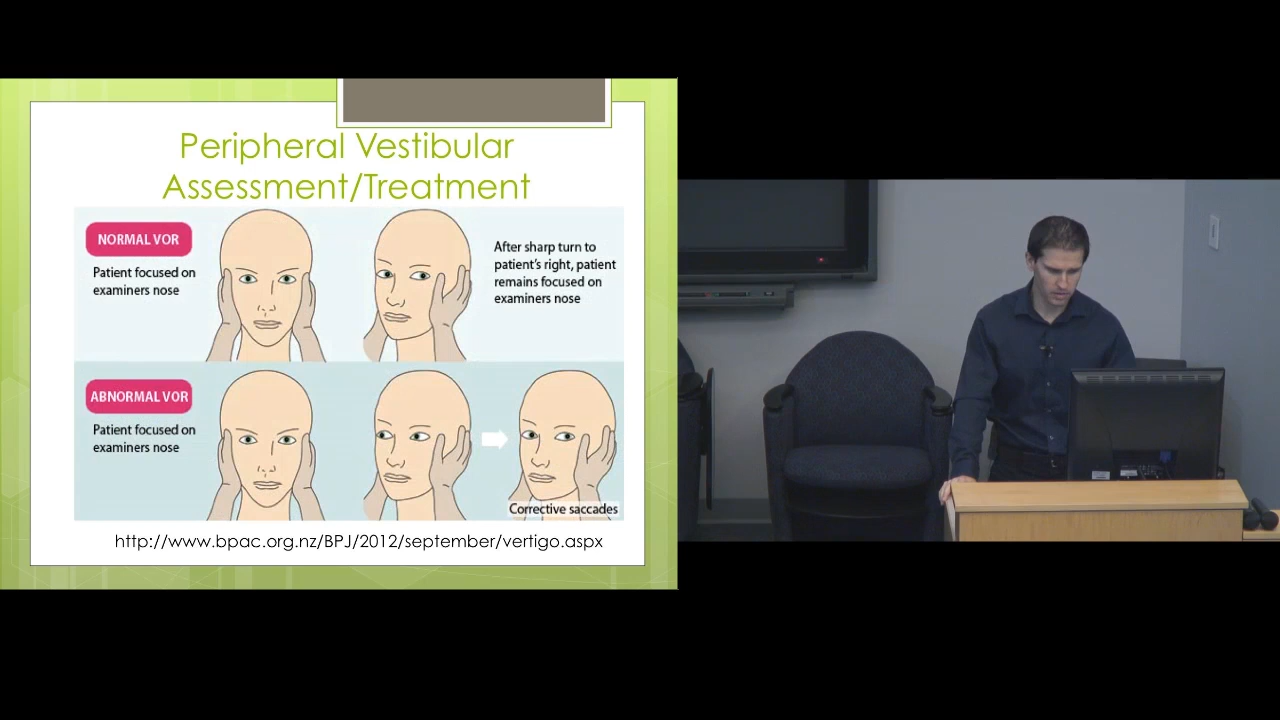 Peripheral Vestibular
Assessment/Treatment
NORMAL VOR
Patient focused on
examiners nose
After sharp turn to
patient's right, patient
remains focused on
examiners nose
ABNORMAL VOR
Patient focused on
examiners nose
Corrective saccades
http://www.bpac.org.nz/BPJ/2012/september/vertigo.aspx